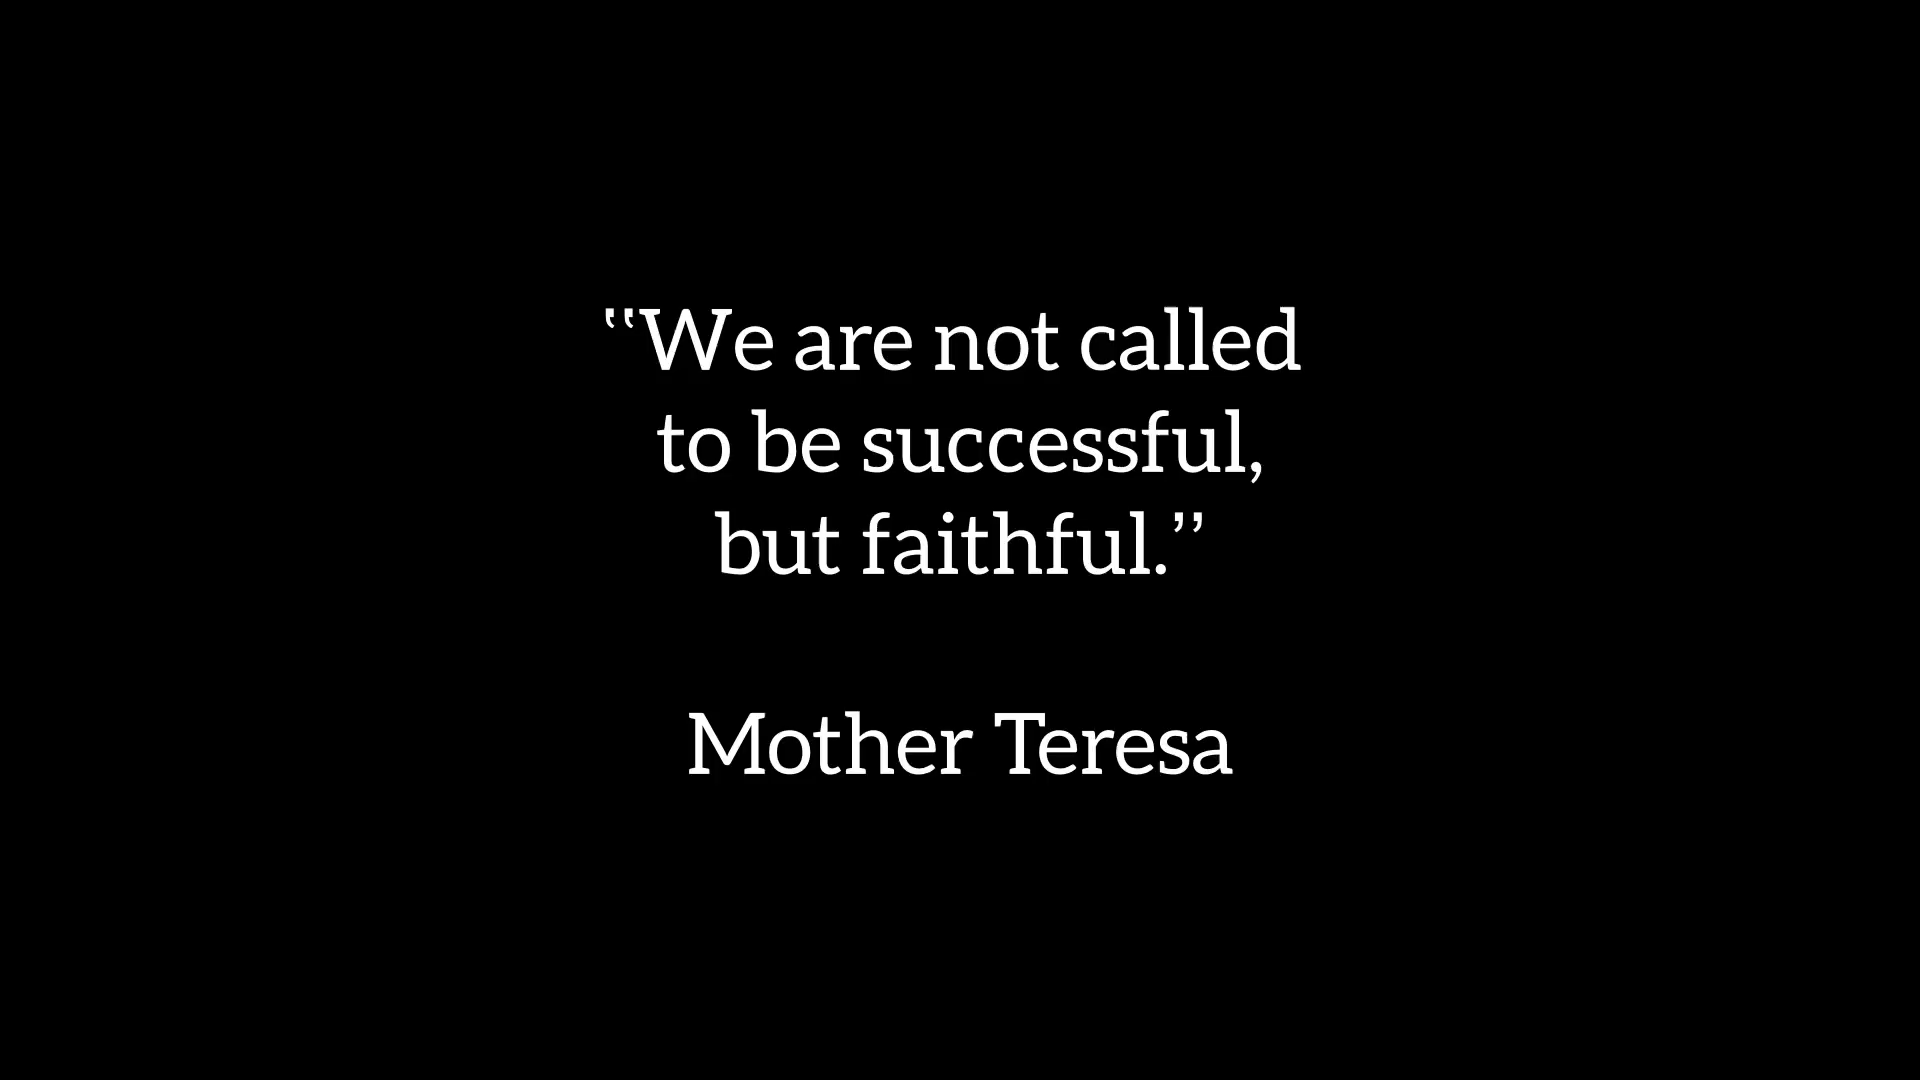 ‟We are not called
to be successful,
but faithful.”
Mother Teresa